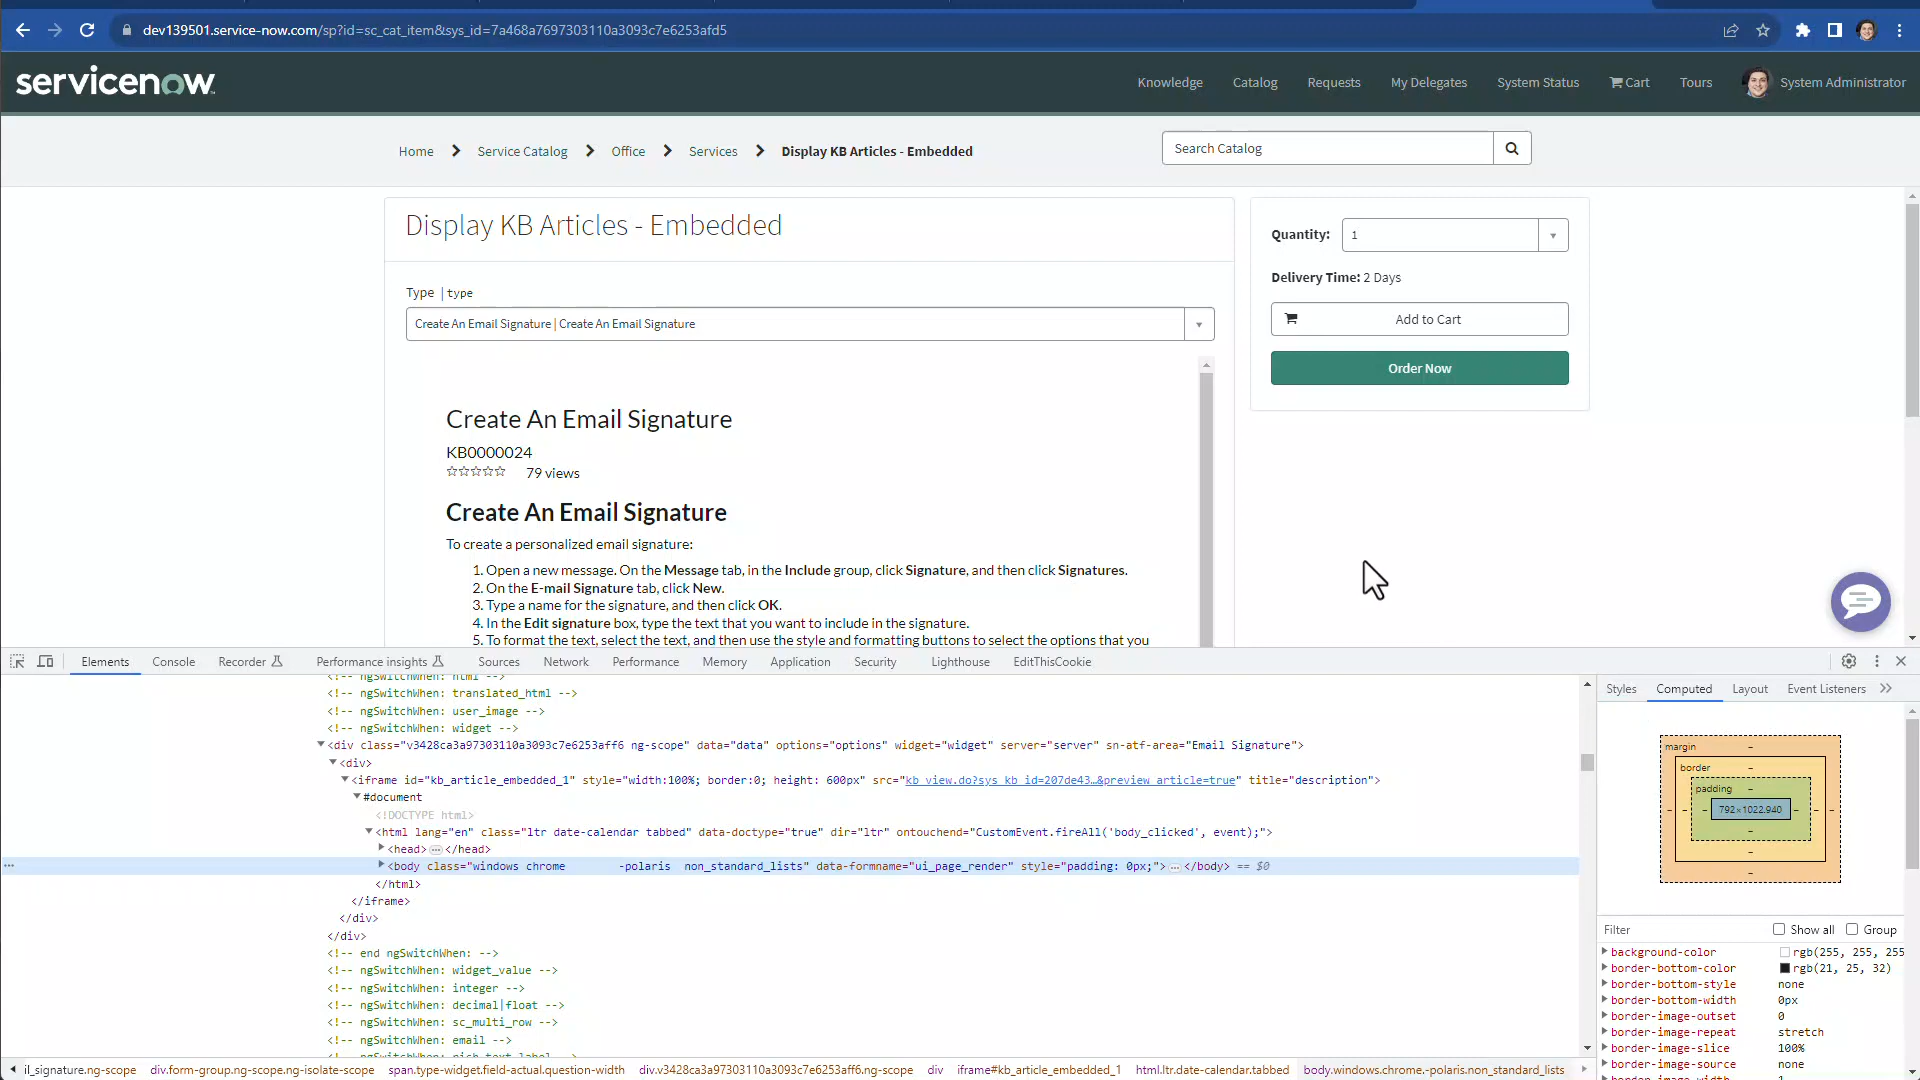 dev139501.service-now.com/sp?id=sc_cat_item&sys_id=7a468a7697303110a3093c7e6253afd5
servicenow
Knowledge Catalog Requests My Delegates System Status Cart Tours System Administrator
Home Service Catalog Office Services Display KB Articles - Embedded
Search Catalog
Display KB Articles - Embedded
Quantity: 1
Delivery Time: 2 Days
Add to Cart
Order Now
Type | type
Create An Email Signature | Create An Email Signature
Create An Email Signature
KB0000024
79 views
Create An Email Signature
To create a personalized email signature:
1. Open a new message. On the Message tab, in the Include group, click Signature, and then click Signatures.
2. On the E-mail Signature tab, click New.
3. Type a name for the signature, and then click OK.
4. In the Edit signature box, type the text that you want to include in the signature.
5. To format the text, select the text, and then use the style and formatting buttons to select the options that you
Elements Console Recorder Performance insights Sources Network Performance Memory Application Security Lighthouse EditThisCookie
<!-- ngSwitchWhen: html -->
<!-- ngSwitchWhen: translated_html -->
<!-- ngSwitchWhen: user_image -->
<!-- ngSwitchWhen: widget -->
<div class="v3428ca3a97303110a3093c7e6253aff6 ng-scope" data="data" options="options" widget="widget" server="server" sn-atf-area="Email Signature">
<div>
<iframe id="kb_article_embedded_1" style="width:100%; border:0; height: 600px" src="kb_view.do?sys_kb_id=207de43…&preview_article=true" title="description">
#document
<!DOCTYPE html>
<html lang="en" class="ltr date-calendar tabbed" data-doctype="true" dir="ltr" ontouchend="CustomEvent.fireAll('body_clicked', event);">
<head>…</head>
… <body class="windows chrome -polaris non_standard_lists" data-formname="ui_page_render" style="padding: 0px;">…</body> == $0
</html>
</iframe>
</div>
</div>
<!-- end ngSwitchWhen: -->
<!-- ngSwitchWhen: widget_value -->
<!-- ngSwitchWhen: integer -->
<!-- ngSwitchWhen: decimal|float -->
<!-- ngSwitchWhen: sc_multi_row -->
<!-- ngSwitchWhen: email -->
<!-- ngSwitchWhen: rich_text_label -->
il_signature.ng-scope div.form-group.ng-scope.ng-isolate-scope span.type-widget.field-actual.question-width div.v3428ca3a97303110a3093c7e6253aff6.ng-scope div iframe#kb_article_embedded_1 html.ltr.date-calendar.tabbed body.windows.chrome.-polaris.non_standard_lists
Styles Computed Layout Event Listeners
margin –
border –
padding –
– – – 792×1022.940 – – –
–
–
–
Filter Show all Group
background-color rgb(255, 255, 255
border-bottom-color rgb(21, 25, 32)
border-bottom-style none
border-bottom-width 0px
border-image-outset 0
border-image-repeat stretch
border-image-slice 100%
border-image-source none
border-image-width 1